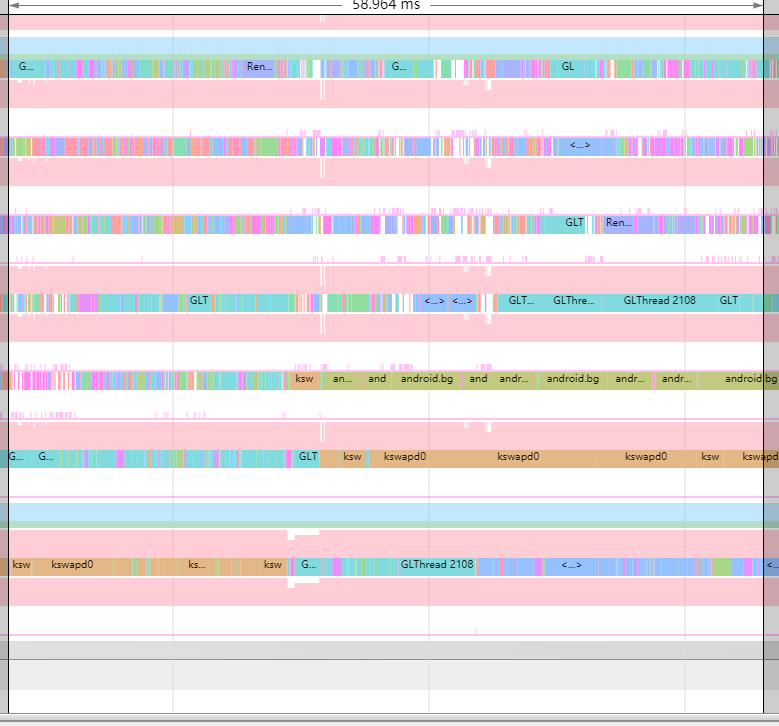 58.964 ms
G... Ren... G... GL
<...>
GLT Ren...
GLT <...> <...> GLT... GLThre... GLThread 2108 GLT
ksw an... and android.bg and andr... android.bg andr... andr... android bg
G... G... GLT ksw kswapd0 kswapd0 kswapd0 ksw kswapd
ksw kswapd0 ks... ksw G... GLThread 2108 <...> <...